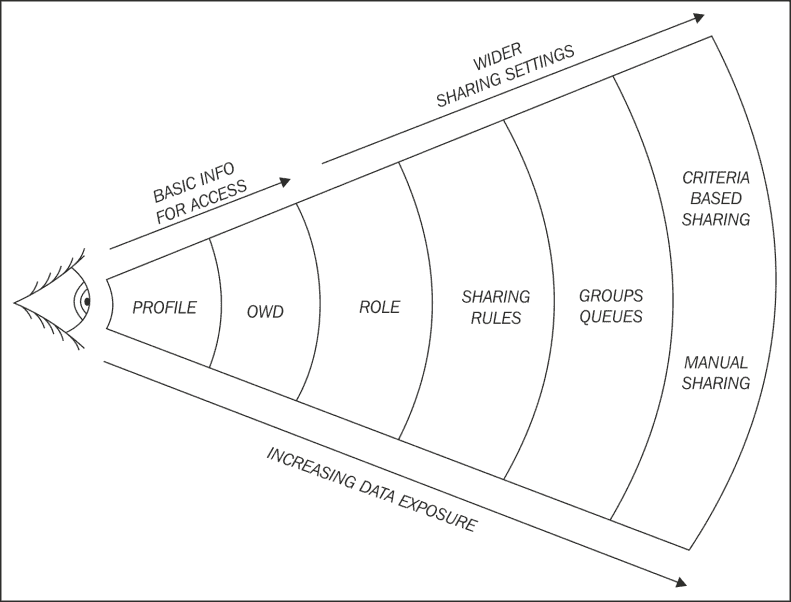 WIDER
SHARING SETTINGS
BASIC INFO
FOR ACCESS
PROFILE
OWD
ROLE
SHARING
RULES
GROUPS
QUEUES
CRITERIA
BASED
SHARING
MANUAL
SHARING
INCREASING DATA EXPOSURE